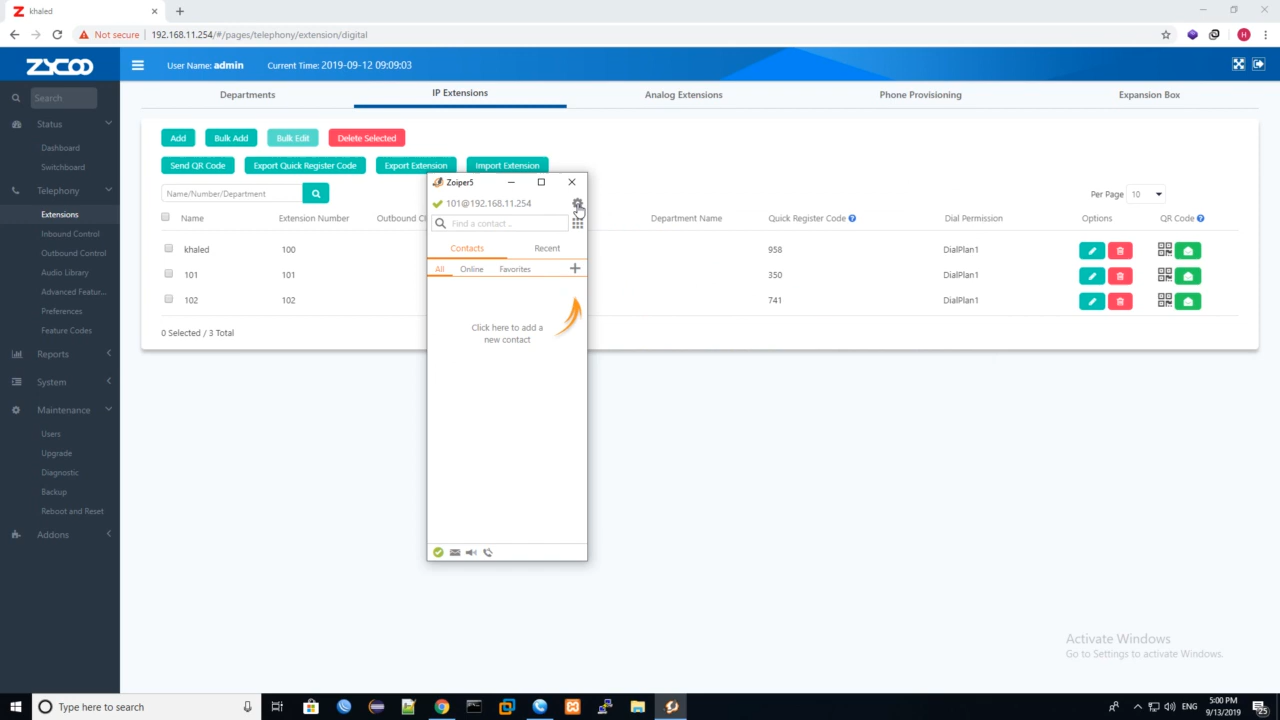 khaled
Not secure
192.168.11.254/#/pages/telephony/extension/digital
H
ZYCOO
User Name: admin
Current Time: 2019-09-12 09:09:03
Search
Status
Dashboard
Switchboard
Telephony
Extensions
Inbound Control
Outbound Control
Audio Library
Advanced Featur...
Preferences
Feature Codes
Reports
System
Maintenance
Users
Upgrade
Diagnostic
Backup
Reboot and Reset
Addons
Departments
IP Extensions
Analog Extensions
Phone Provisioning
Expansion Box
Add
Bulk Add
Bulk Edit
Delete Selected
Send QR Code
Export Quick Register Code
Export Extension
Import Extension
Name/Number/Department
Per Page
10
Name
Extension Number
Outbound CI
Department Name
Quick Register Code
Dial Permission
Options
QR Code
khaled
100
958
DialPlan1
101
101
350
DialPlan1
102
102
741
DialPlan1
0 Selected / 3 Total
Zoiper5
101@192.168.11.254
Find a contact ...
Contacts
Recent
All
Online
Favorites
Click here to add a
new contact
Activate Windows
Go to Settings to activate Windows.
Type here to search
ENG
5:00 PM
9/13/2019
25